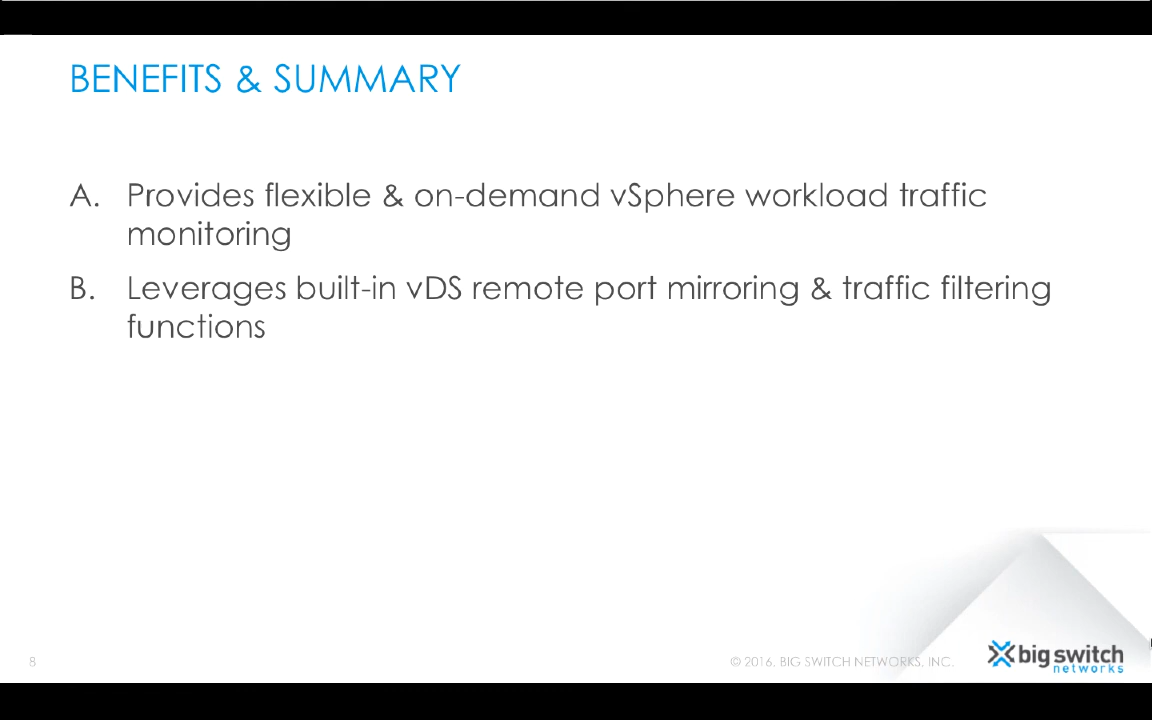 BENEFITS & SUMMARY
A. Provides flexible & on-demand vSphere workload traffic
monitoring
B. Leverages built-in vDS remote port mirroring & traffic filtering
functions
8
© 2016. BIG SWITCH NETWORKS, INC.
big switch
networks